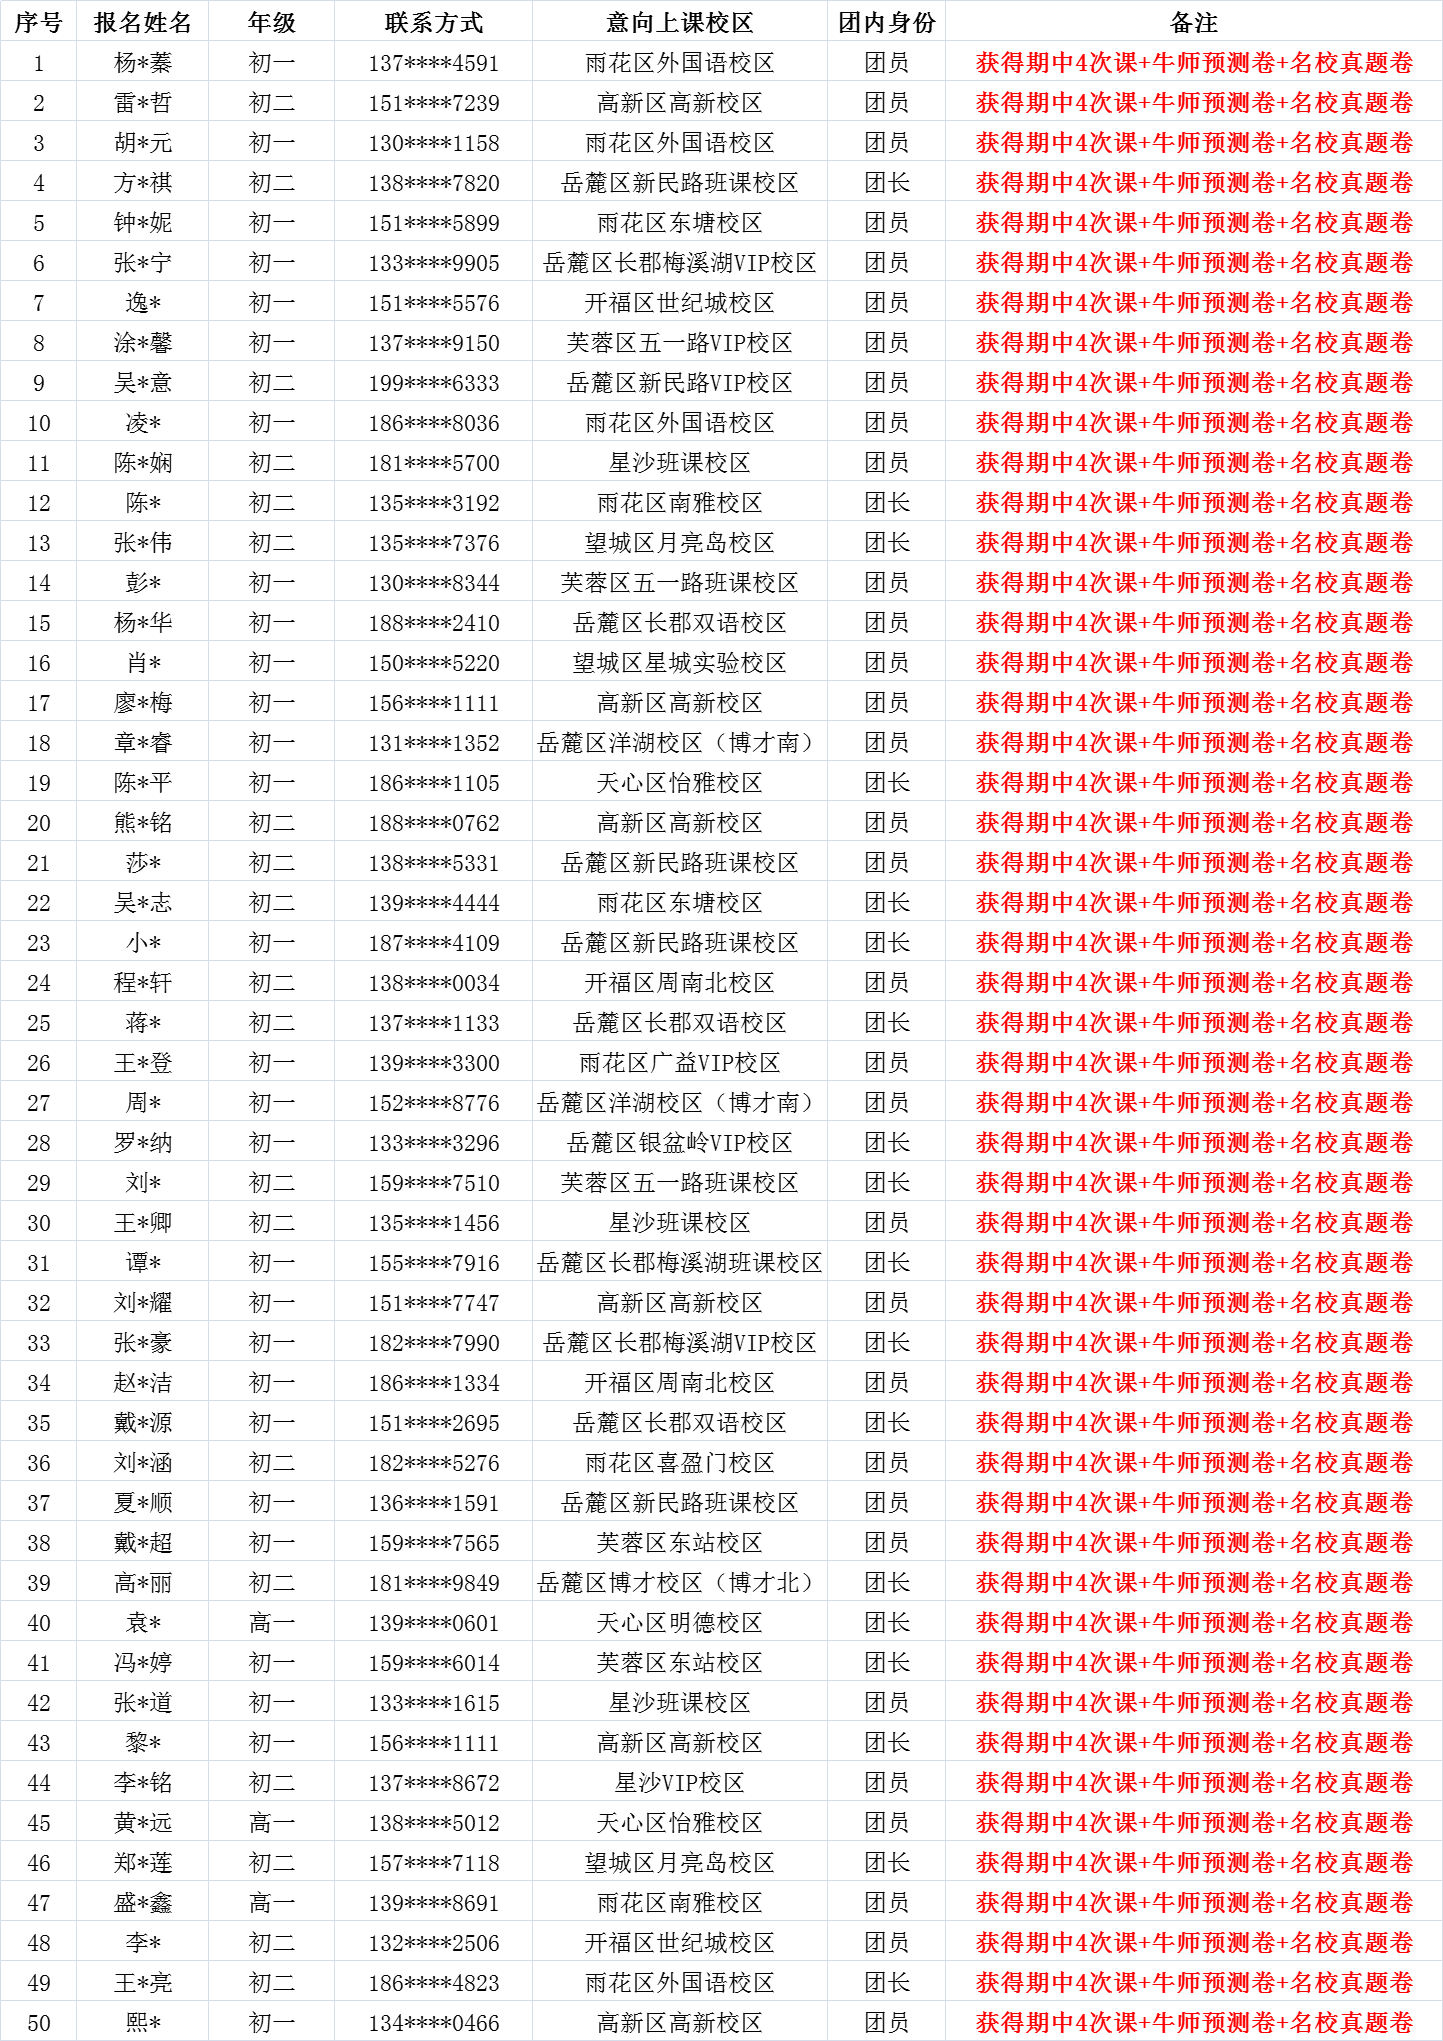 序号 报名姓名 年级 联系方式 意向上课校区 团内身份 备注
1 杨*蓁 初一 137****4591 雨花区外国语校区 团员 获得期中4次课+牛师预测卷+名校真题卷
2 雷*哲 初二 151****7239 高新区高新校区 团员 获得期中4次课+牛师预测卷+名校真题卷
3 胡*元 初一 130****1158 雨花区外国语校区 团员 获得期中4次课+牛师预测卷+名校真题卷
4 方*祺 初二 138****7820 岳麓区新民路班课校区 团长 获得期中4次课+牛师预测卷+名校真题卷
5 钟*妮 初一 151****5899 雨花区东塘校区 团员 获得期中4次课+牛师预测卷+名校真题卷
6 张*宁 初一 133****9905 岳麓区长郡梅溪湖VIP校区 团员 获得期中4次课+牛师预测卷+名校真题卷
7 逸* 初一 151****5576 开福区世纪城校区 团员 获得期中4次课+牛师预测卷+名校真题卷
8 涂*馨 初一 137****9150 芙蓉区五一路VIP校区 团员 获得期中4次课+牛师预测卷+名校真题卷
9 吴*意 初二 199****6333 岳麓区新民路VIP校区 团员 获得期中4次课+牛师预测卷+名校真题卷
10 凌* 初一 186****8036 雨花区外国语校区 团员 获得期中4次课+牛师预测卷+名校真题卷
11 陈*娴 初二 181****5700 星沙班课校区 团员 获得期中4次课+牛师预测卷+名校真题卷
12 陈* 初二 135****3192 雨花区南雅校区 团长 获得期中4次课+牛师预测卷+名校真题卷
13 张*伟 初二 135****7376 望城区月亮岛校区 团长 获得期中4次课+牛师预测卷+名校真题卷
14 彭* 初一 130****8344 芙蓉区五一路班课校区 团员 获得期中4次课+牛师预测卷+名校真题卷
15 杨*华 初一 188****2410 岳麓区长郡双语校区 团员 获得期中4次课+牛师预测卷+名校真题卷
16 肖* 初一 150****5220 望城区星城实验校区 团员 获得期中4次课+牛师预测卷+名校真题卷
17 廖*梅 初一 156****1111 高新区高新校区 团员 获得期中4次课+牛师预测卷+名校真题卷
18 章*睿 初一 131****1352 岳麓区洋湖校区（博才南） 团员 获得期中4次课+牛师预测卷+名校真题卷
19 陈*平 初一 186****1105 天心区怡雅校区 团长 获得期中4次课+牛师预测卷+名校真题卷
20 熊*铭 初二 188****0762 高新区高新校区 团员 获得期中4次课+牛师预测卷+名校真题卷
21 莎* 初二 138****5331 岳麓区新民路班课校区 团员 获得期中4次课+牛师预测卷+名校真题卷
22 吴*志 初二 139****4444 雨花区东塘校区 团长 获得期中4次课+牛师预测卷+名校真题卷
23 小* 初一 187****4109 岳麓区新民路班课校区 团长 获得期中4次课+牛师预测卷+名校真题卷
24 程*轩 初二 138****0034 开福区周南北校区 团员 获得期中4次课+牛师预测卷+名校真题卷
25 蒋* 初二 137****1133 岳麓区长郡双语校区 团长 获得期中4次课+牛师预测卷+名校真题卷
26 王*登 初一 139****3300 雨花区广益VIP校区 团员 获得期中4次课+牛师预测卷+名校真题卷
27 周* 初一 152****8776 岳麓区洋湖校区（博才南） 团员 获得期中4次课+牛师预测卷+名校真题卷
28 罗*纳 初一 133****3296 岳麓区银盆岭VIP校区 团长 获得期中4次课+牛师预测卷+名校真题卷
29 刘* 初二 159****7510 芙蓉区五一路班课校区 团长 获得期中4次课+牛师预测卷+名校真题卷
30 王*卿 初二 135****1456 星沙班课校区 团员 获得期中4次课+牛师预测卷+名校真题卷
31 谭* 初一 155****7916 岳麓区长郡梅溪湖班课校区 团长 获得期中4次课+牛师预测卷+名校真题卷
32 刘*耀 初一 151****7747 高新区高新校区 团员 获得期中4次课+牛师预测卷+名校真题卷
33 张*豪 初一 182****7990 岳麓区长郡梅溪湖VIP校区 团长 获得期中4次课+牛师预测卷+名校真题卷
34 赵*洁 初一 186****1334 开福区周南北校区 团员 获得期中4次课+牛师预测卷+名校真题卷
35 戴*源 初一 151****2695 岳麓区长郡双语校区 团长 获得期中4次课+牛师预测卷+名校真题卷
36 刘*涵 初二 182****5276 雨花区喜盈门校区 团员 获得期中4次课+牛师预测卷+名校真题卷
37 夏*顺 初一 136****1591 岳麓区新民路班课校区 团员 获得期中4次课+牛师预测卷+名校真题卷
38 戴*超 初一 159****7565 芙蓉区东站校区 团员 获得期中4次课+牛师预测卷+名校真题卷
39 高*丽 初二 181****9849 岳麓区博才校区（博才北） 团长 获得期中4次课+牛师预测卷+名校真题卷
40 袁* 高一 139****0601 天心区明德校区 团长 获得期中4次课+牛师预测卷+名校真题卷
41 冯*婷 初一 159****6014 芙蓉区东站校区 团长 获得期中4次课+牛师预测卷+名校真题卷
42 张*道 初一 133****1615 星沙班课校区 团员 获得期中4次课+牛师预测卷+名校真题卷
43 黎* 初一 156****1111 高新区高新校区 团长 获得期中4次课+牛师预测卷+名校真题卷
44 李*铭 初二 137****8672 星沙VIP校区 团员 获得期中4次课+牛师预测卷+名校真题卷
45 黄*远 高一 138****5012 天心区怡雅校区 团员 获得期中4次课+牛师预测卷+名校真题卷
46 郑*莲 初二 157****7118 望城区月亮岛校区 团长 获得期中4次课+牛师预测卷+名校真题卷
47 盛*鑫 高一 139****8691 雨花区南雅校区 团员 获得期中4次课+牛师预测卷+名校真题卷
48 李* 初二 132****2506 开福区世纪城校区 团员 获得期中4次课+牛师预测卷+名校真题卷
49 王*亮 初二 186****4823 雨花区外国语校区 团长 获得期中4次课+牛师预测卷+名校真题卷
50 熙* 初一 134****0466 高新区高新校区 团员 获得期中4次课+牛师预测卷+名校真题卷